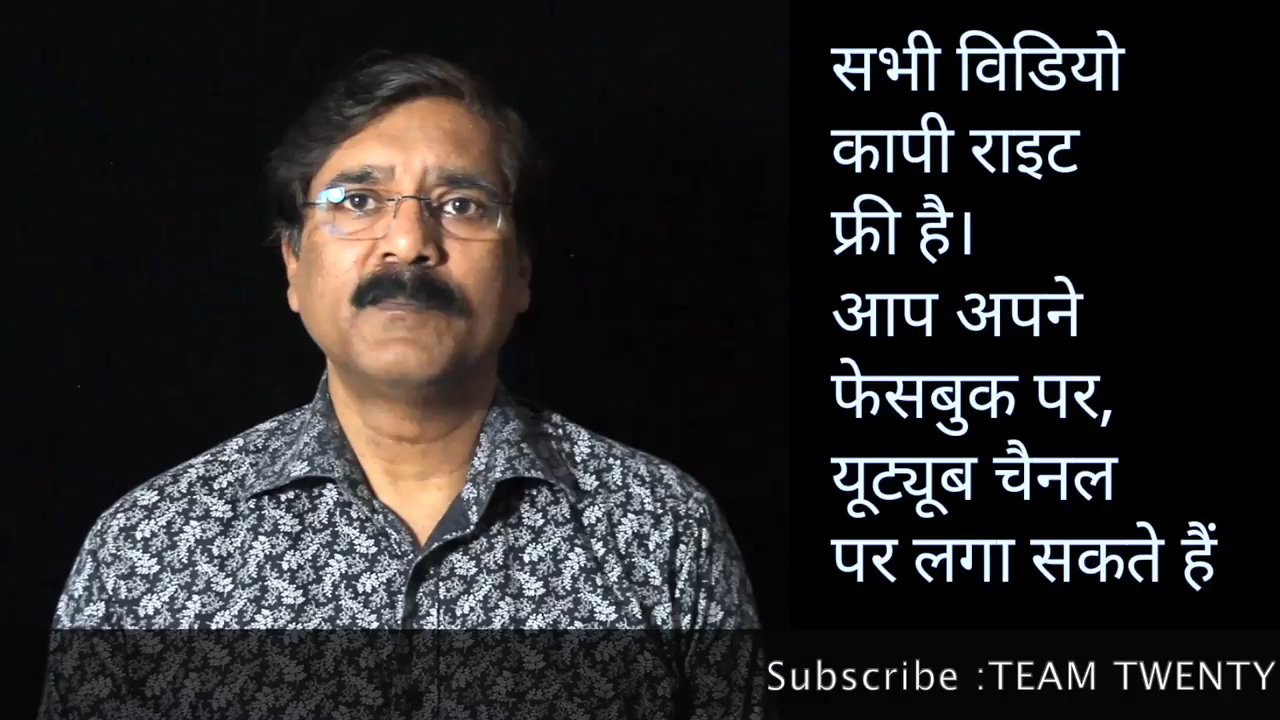 सभी विडियो
कापी राइट
फ्री है।
आप अपने
फेसबुक पर,
यूट्यूब चैनल
पर लगा सकते हैं
Subscribe :TEAM TWENTY